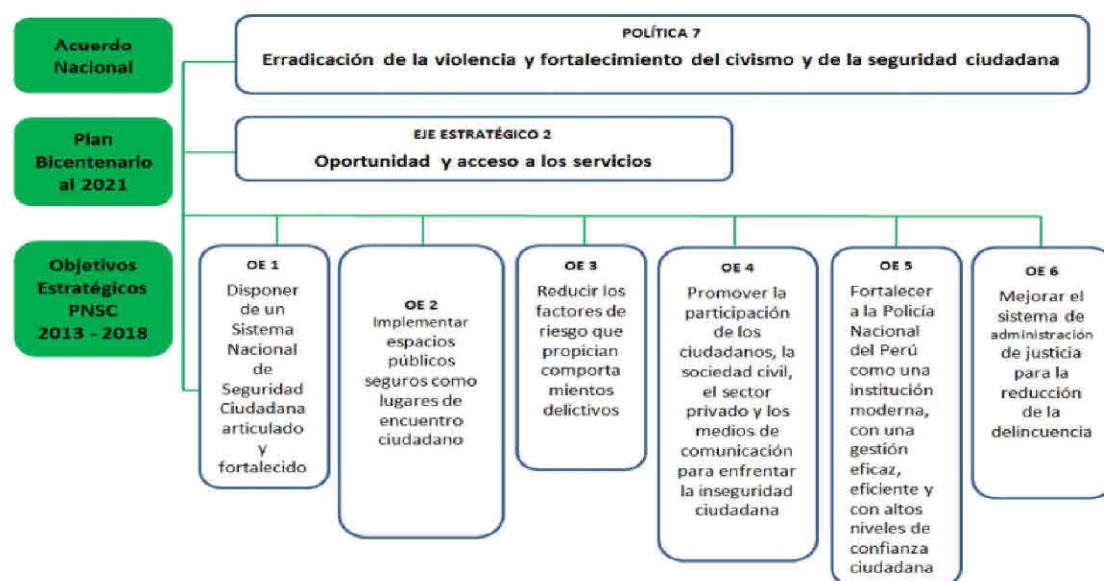 Acuerdo
Nacional
POLÍTICA 7
Erradicación de la violencia y fortalecimiento del civismo y de la seguridad ciudadana
Plan
Bicentenario
al 2021
EJE ESTRATÉGICO 2
Oportunidad y acceso a los servicios
Objetivos
Estratégicos
PNSC
2013 - 2018
OE 1
Disponer
de un
Sistema
Nacional
de
Seguridad
Ciudadana
articulado
y
fortalecido
OE 2
Implementar
espacios
públicos
seguros como
lugares de
encuentro
ciudadano
OE 3
Reducir los
factores de
riesgo que
propician
comporta
mientos
delictivos
OE 4
Promover la
participación
de los
ciudadanos, la
sociedad civil,
el sector
privado y los
medios de
comunicación
para enfrentar
la inseguridad
ciudadana
OE 5
Fortalecer
a la Policía
Nacional
del Perú
como una
institución
moderna,
con una
gestión
eficaz,
eficiente y
con altos
niveles de
confianza
ciudadana
OE 6
Mejorar el
sistema de
administración
de justicia
para la
reducción
de la
delincuencia